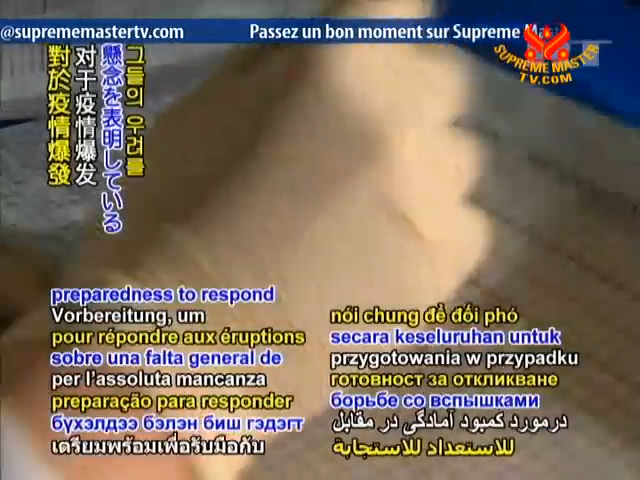 @suprememastertv.com
Passez un bon moment sur Supreme Mast
SUPREME MASTER
TV.COM
그들의 우려를
懸念を表明している
对于疫情爆发
對於疫情爆發
preparedness to respond
Vorbereitung, um
pour répondre aux éruptions
sobre una falta general de
per l'assoluta mancanza
preparação para responder
бүхэлдээ бэлэн биш гэдэгт
เตรียมพร้อมเพื่อรับมือกับ
nói chung để đối phó
secara keseluruhan untuk
przygotowania w przypadku
готовност за откликване
борьбе со вспышками
درمورد کمبود آمادگی در مقابل
للاستعداد للاستجابة